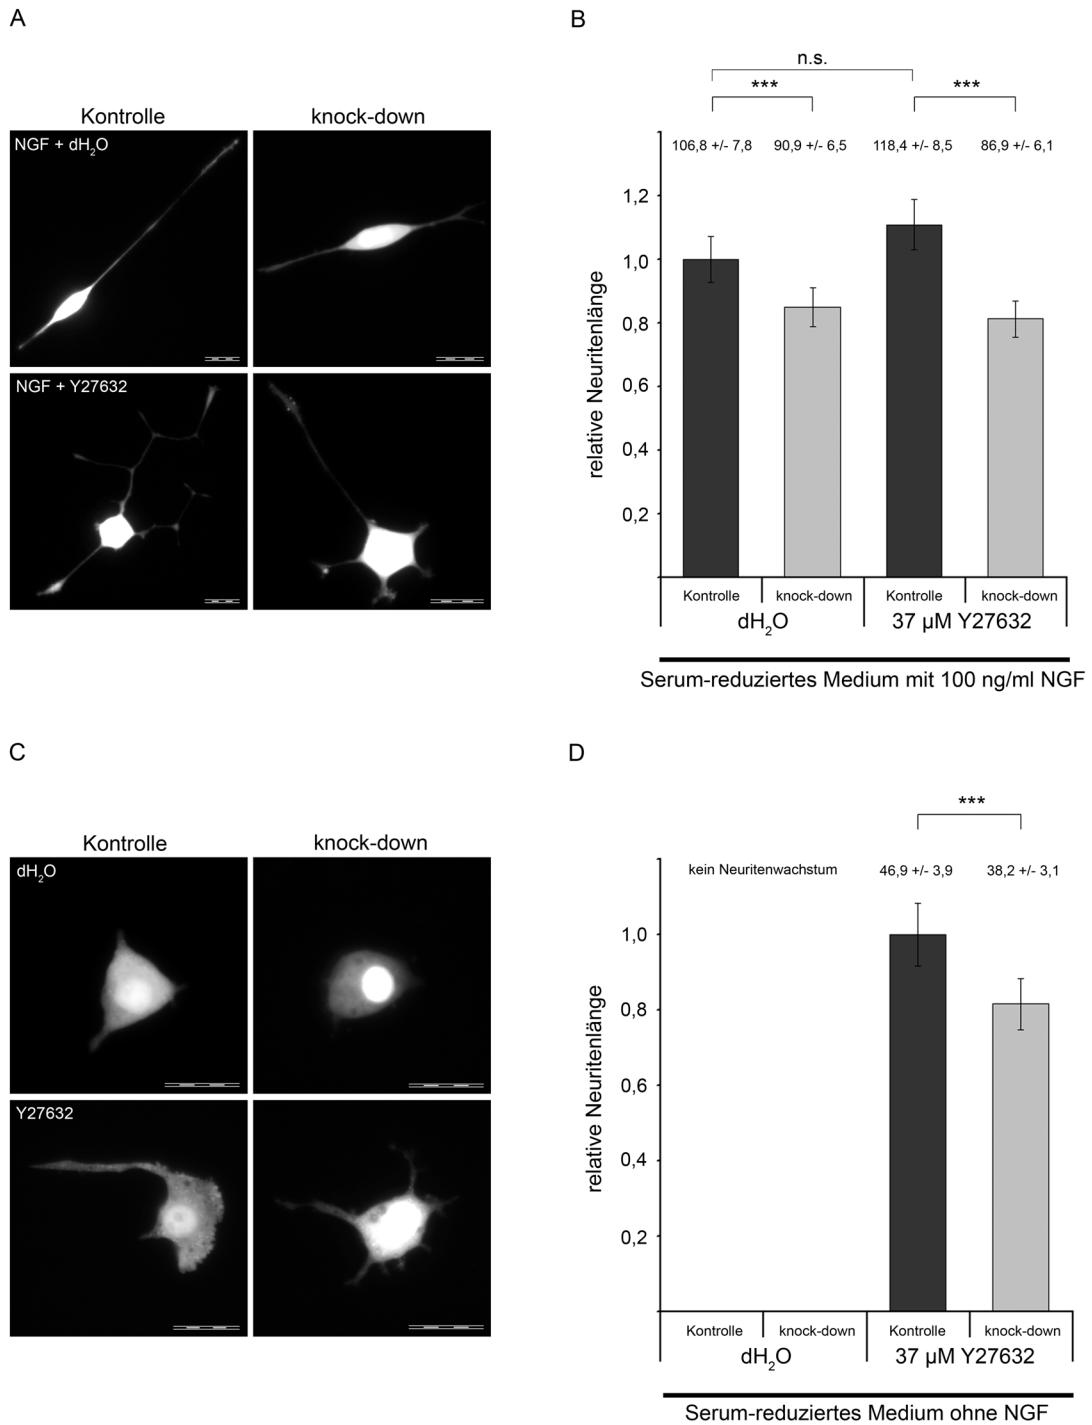 A
Kontrolle knock-down
NGF + dH2O
NGF + Y27632
B
n.s.
*** ***
106,8 +/- 7,8 90,9 +/- 6,5 118,4 +/- 8,5 86,9 +/- 6,1
1,2
1,0
0,8
0,6
0,4
0,2
relative Neuritenlänge
Kontrolle knock-down Kontrolle knock-down
dH2O 37 µM Y27632
Serum-reduziertes Medium mit 100 ng/ml NGF
C
Kontrolle knock-down
dH2O
Y27632
D
***
kein Neuritenwachstum 46,9 +/- 3,9 38,2 +/- 3,1
1,0
0,8
0,6
0,4
0,2
relative Neuritenlänge
Kontrolle knock-down Kontrolle knock-down
dH2O 37 µM Y27632
Serum-reduziertes Medium ohne NGF